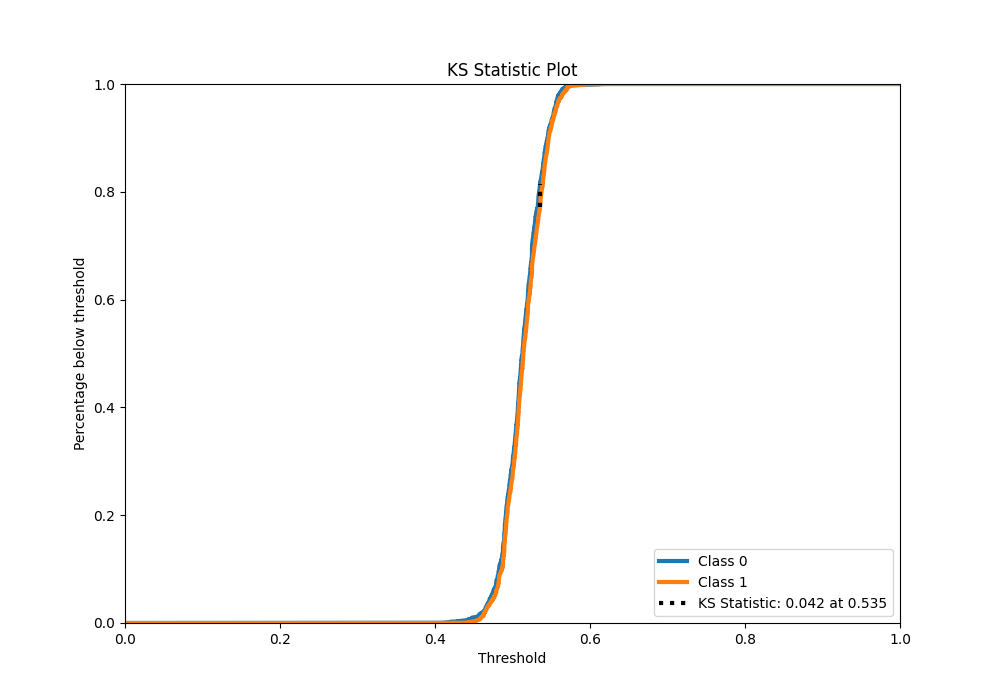 KS Statistic Plot
Percentage below threshold
1.0
0.8
0.6
0.4
0.2
0.0
0.0 0.2 0.4 0.6 0.8 1.0
Threshold
Class 0
Class 1
KS Statistic: 0.042 at 0.535